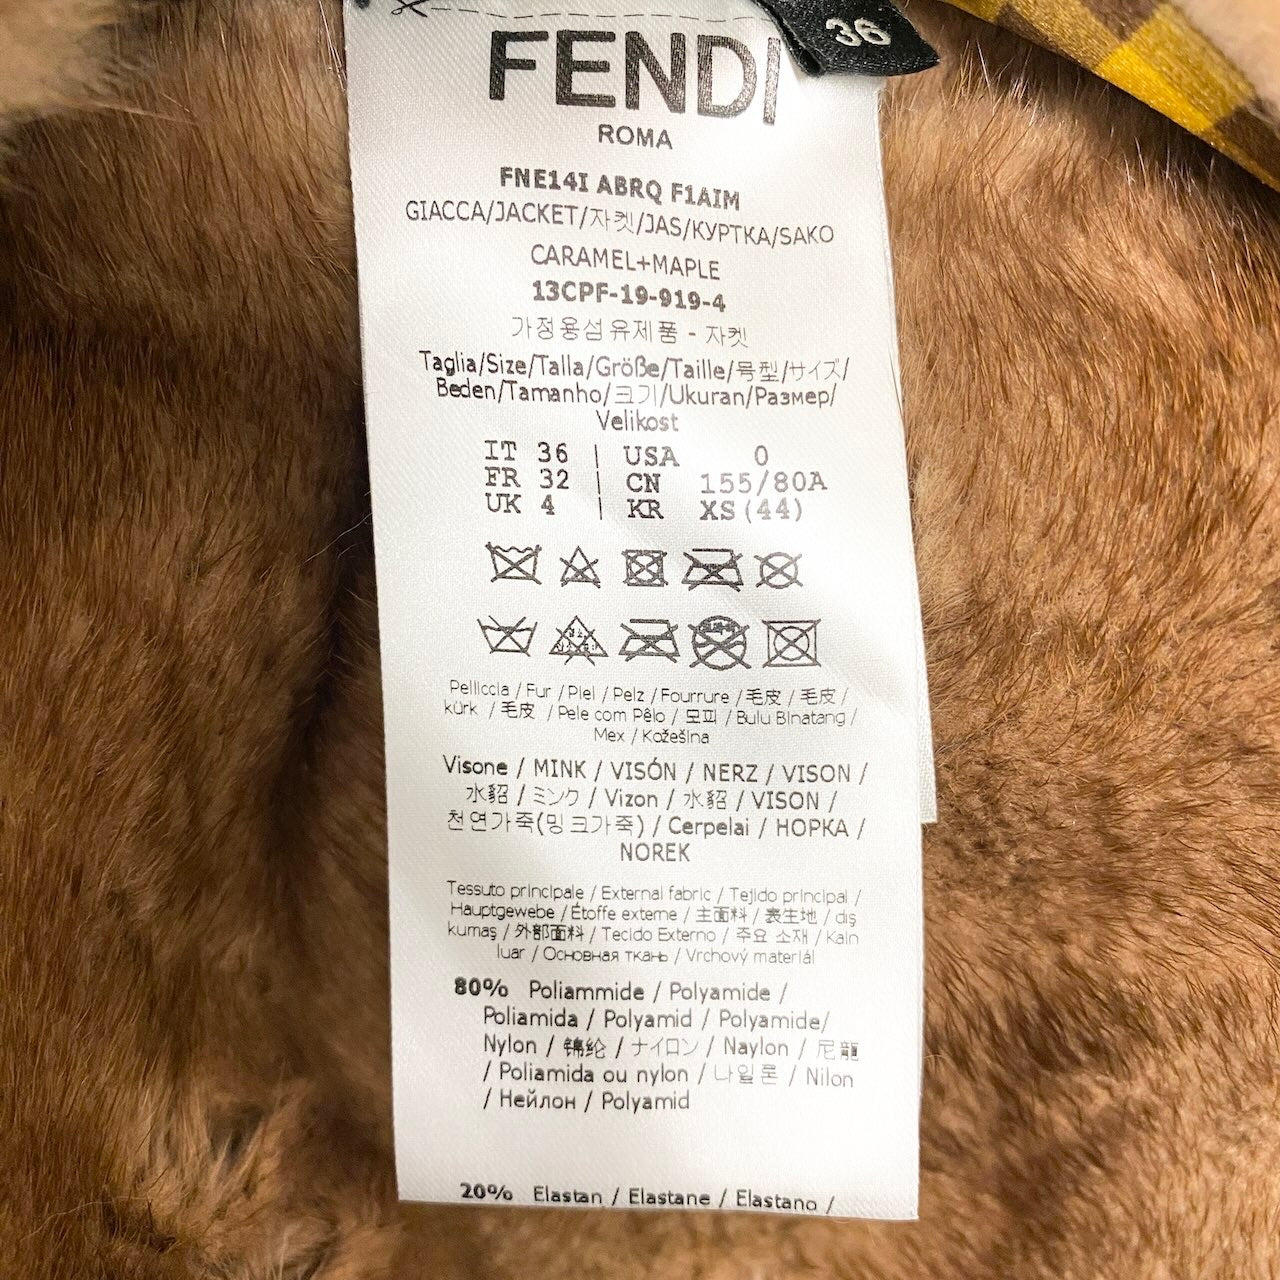 36
FENDI
ROMA
FNE14I ABRQ F1AIM
GIACCA/JACKET/자켓/JAS/КУРТКА/SAKO
CARAMEL+MAPLE
13CPF-19-919-4
가정용섬유제품 - 자켓
Taglia/Size/Talla/Größe/Taille/号型/サイズ/
Beden/Tamanho/크기/Ukuran/Размер/
Velikost
IT 36 | USA 0
FR 32 | CN 155/80A
UK 4 | KR XS(44)
Pelliccia / Fur / Piel / Pelz / Fourrure / 毛皮 / 毛皮 /
kürk / 毛皮 / Pele com Pêlo / 모피 / Bulu Binatang /
Mex / Kožešina
Visone / MINK / VISÓN / NERZ / VISON /
水貂 / ミンク / Vizon / 水貂 / VISON /
천연가죽(밍크가죽) / Cerpelai / НОРКА /
NOREK
Tessuto principale / External fabric / Tejido principal /
Hauptgewebe / Étoffe externe / 主面料 / 表生地 / dış
kumaş / 外部面料 / Tecido Externo / 주요 소재 / Kain
luar / Основная ткань / Vrchový materiál
80% Poliammide / Polyamide /
Poliamida / Polyamid / Polyamide/
Nylon / 锦纶 / ナイロン / Naylon / 尼龍
/ Poliamida ou nylon / 나일론 / Nilon
/ Нейлон / Polyamid
20% Elastan / Elastane / Elastano /